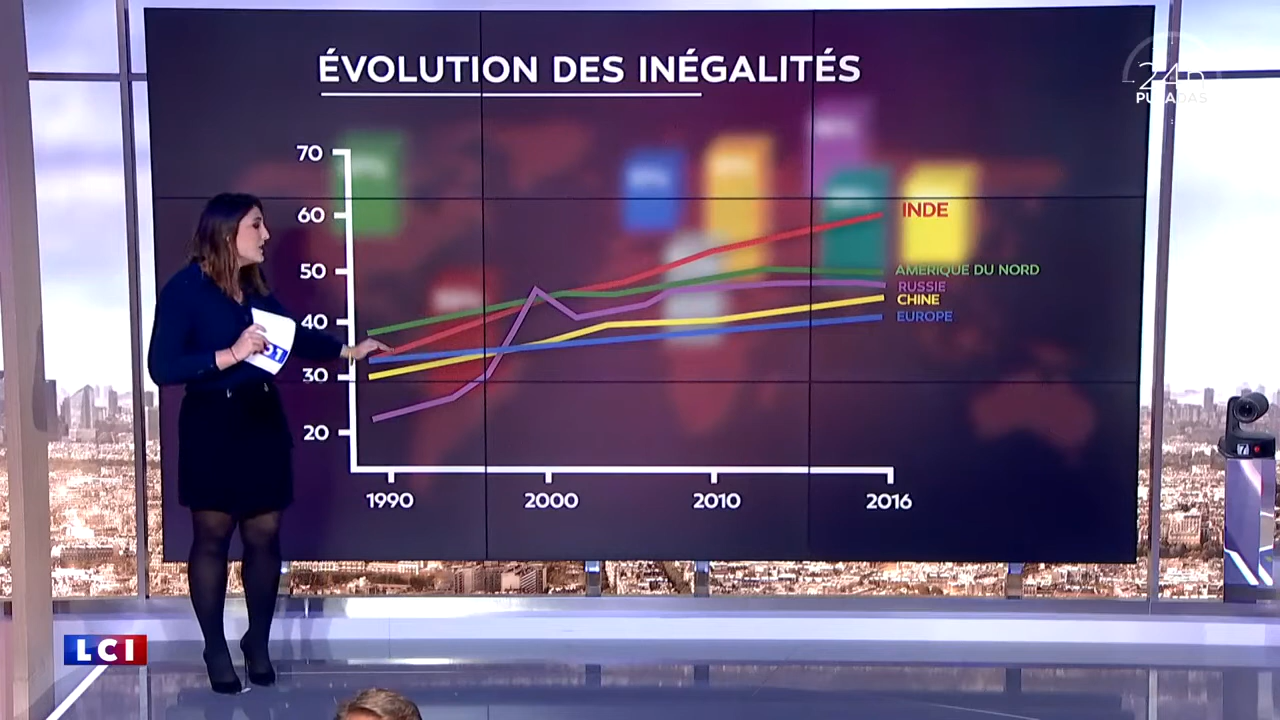 ÉVOLUTION DES INÉGALITÉS
24h
PUJADAS
70
60
50
40
30
20
1990
2000
2010
2016
INDE
AMÉRIQUE DU NORD
RUSSIE
CHINE
EUROPE
7
LCI